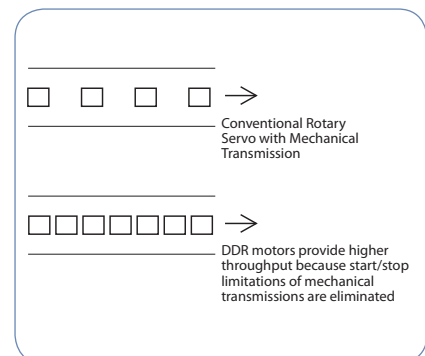 Conventional Rotary
Servo with Mechanical
Transmission
DDR motors provide higher
throughput because start/stop
limitations of mechanical
transmissions are eliminated